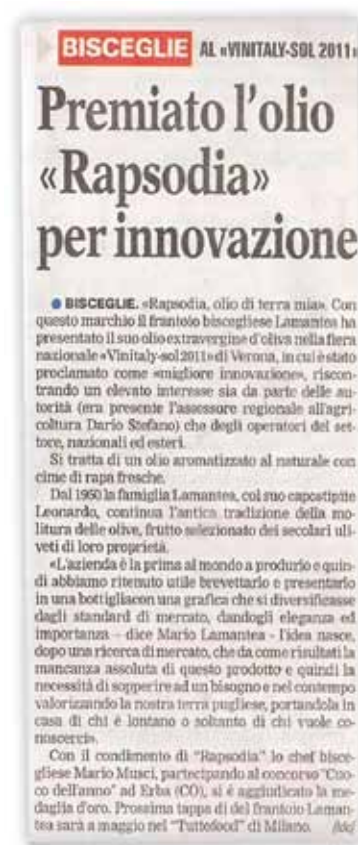 BISCEGLIE AL «VINITALY-SOL 2011»
Premiato l'olio
«Rapsodia»
per innovazione
● BISCEGLIE. «Rapsodia, olio di terra mia». Con
questo marchio il frantoio biscegliese Lamantea ha
presentato il suo olio extravergine d'oliva nella fiera
nazionale «Vinitaly-sol 2011» di Verona, in cui è stato
proclamato come «migliore innovazione», riscon-
trando un elevato interesse sia da parte delle au-
torità (era presente l'assessore regionale all'agri-
coltura Dario Stefano) che degli operatori del set-
tore, nazionali ed esteri.
Si tratta di un olio aromatizzato al naturale con
cime di rapa fresche.
Dal 1950 la famiglia Lamantea, col suo capostipite
Leonardo, continua l'antica tradizione della mo-
litura delle olive, frutto selezionato dei secolari uli-
veti di loro proprietà.
«L'azienda è la prima al mondo a produrlo e quin-
di abbiamo ritenuto utile brevettarlo e presentarlo
in una bottigliacon una grafica che si diversificasse
dagli standard di mercato, dandogli eleganza ed
importanza – dice Mario Lamantea - l'idea nasce,
dopo una ricerca di mercato, che da come risultati la
mancanza assoluta di questo prodotto e quindi la
necessità di sopperire ad un bisogno e nel contempo
valorizzando la nostra terra pugliese, portandola in
casa di chi è lontano o soltanto di chi vuole co-
noscerci».
Con il condimento di "Rapsodia" lo chef bisce-
gliese Mario Musci, partecipando al concorso "Cuo-
co dell'anno" ad Erba (CO), si è aggiudicato la me-
daglia d'oro. Prossima tappa di del frantoio Laman-
tea sarà a maggio nel "Tuttofood" di Milano.